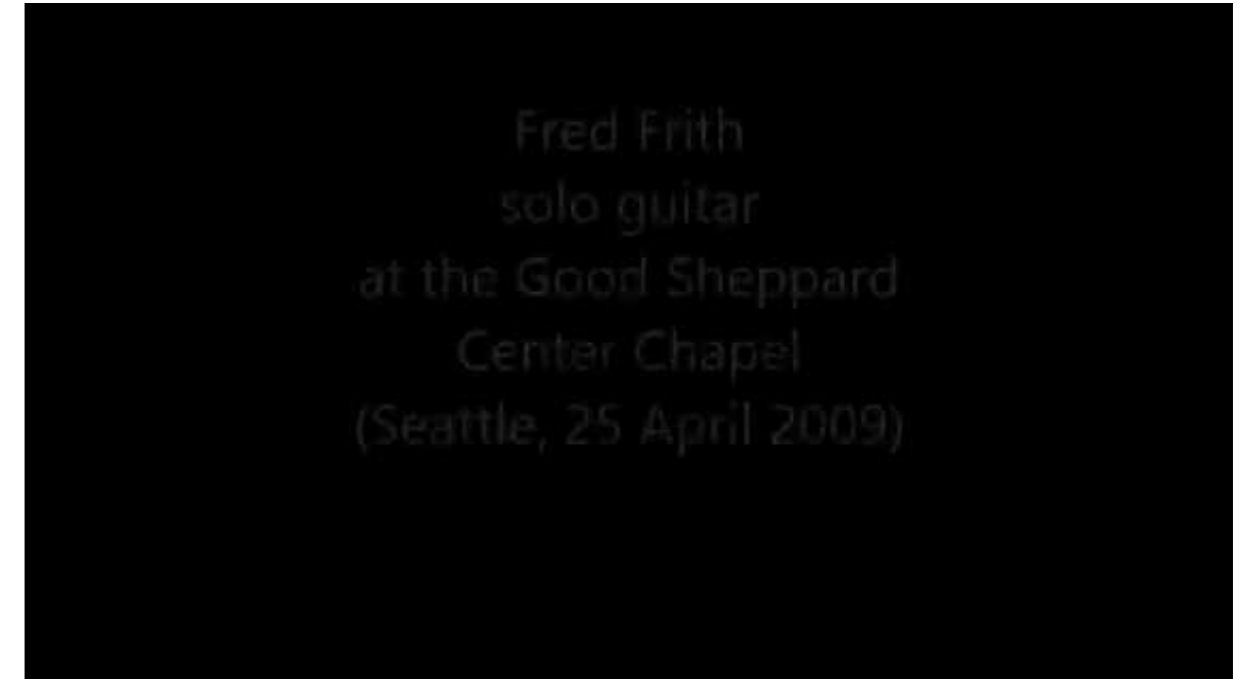 Fred Frith
solo guitar
at the Good Sheppard
Center Chapel
(Seattle, 25 April 2009)